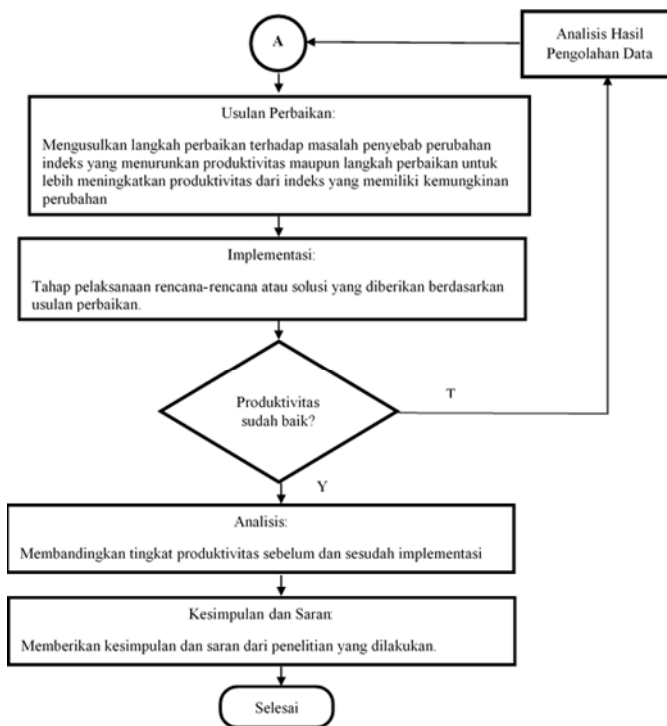 A
Analisis Hasil
Pengolahan Data
Usulan Perbaikan:
Mengusulkan langkah perbaikan terhadap masalah penyebab perubahan
indeks yang menurunkan produktivitas maupun langkah perbaikan untuk
lebih meningkatkan produktivitas dari indeks yang memiliki kemungkinan
perubahan
Implementasi:
Tahap pelaksanaan rencana-rencana atau solusi yang diberikan berdasarkan
usulan perbaikan.
Produktivitas
sudah baik?
T
Y
Analisis:
Membandingkan tingkat produktivitas sebelum dan sesudah implementasi
Kesimpulan dan Saran:
Memberikan kesimpulan dan saran dari penelitian yang dilakukan.
Selesai